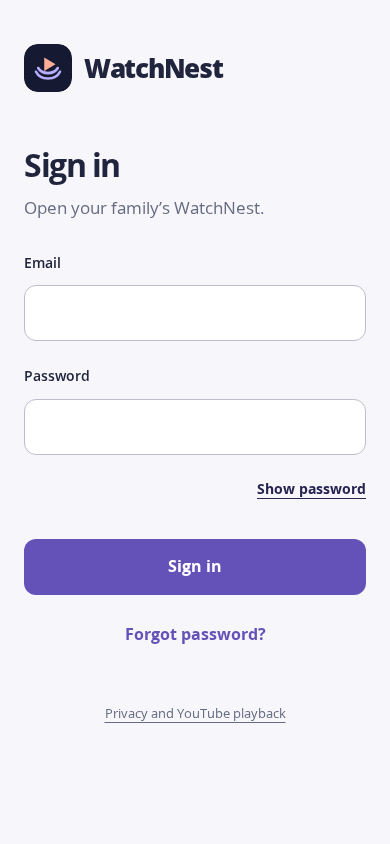 WatchNest
Sign in
Open your family’s WatchNest.
Email
Password
Show password
Sign in
Forgot password?
Privacy and YouTube playback